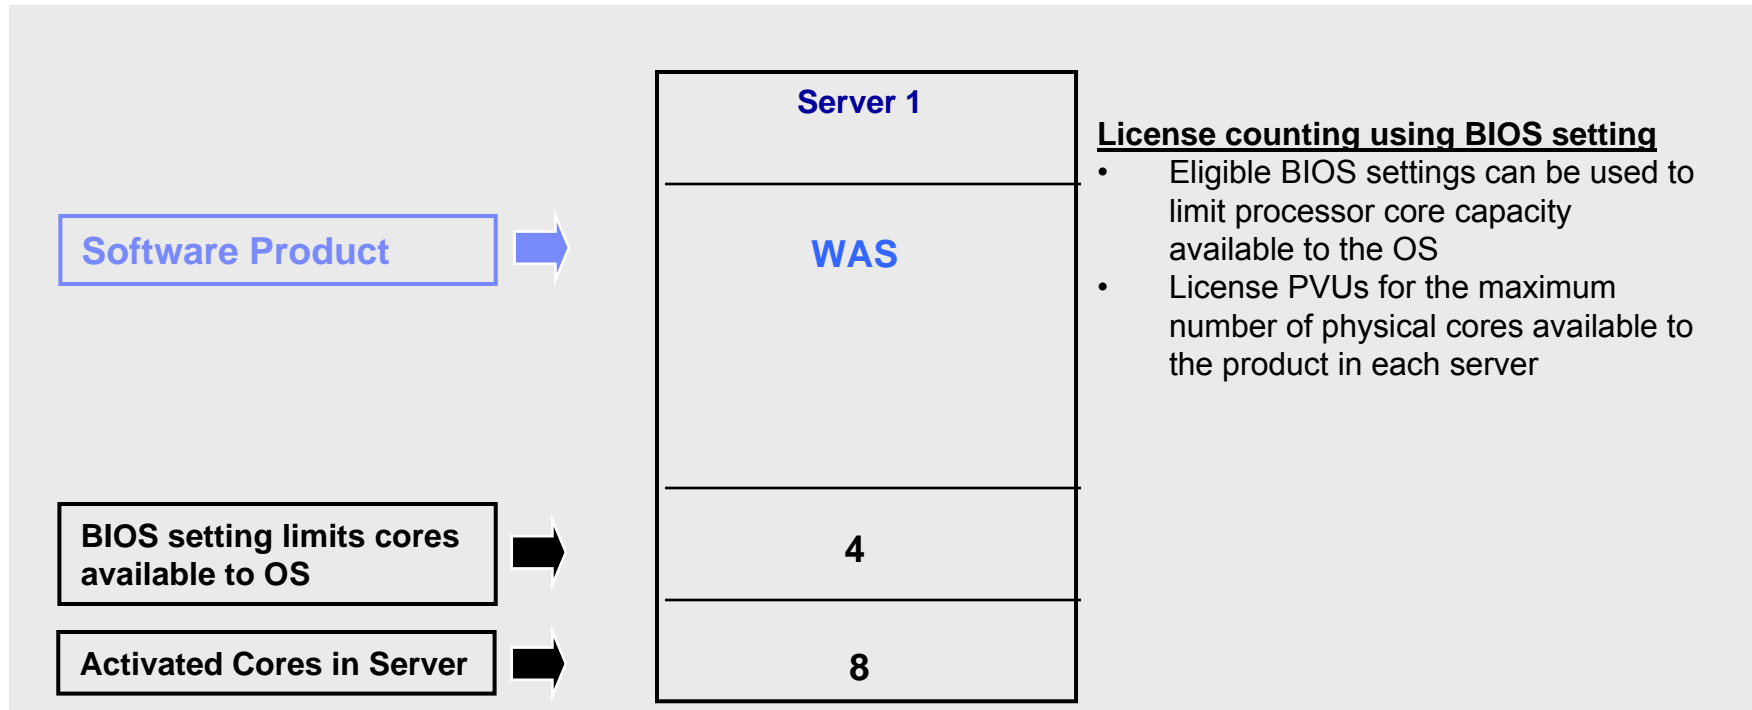 Server 1
License counting using BIOS setting
• Eligible BIOS settings can be used to
limit processor core capacity
available to the OS
• License PVUs for the maximum
number of physical cores available to
the product in each server
Software Product
WAS
BIOS setting limits cores
available to OS
4
Activated Cores in Server
8